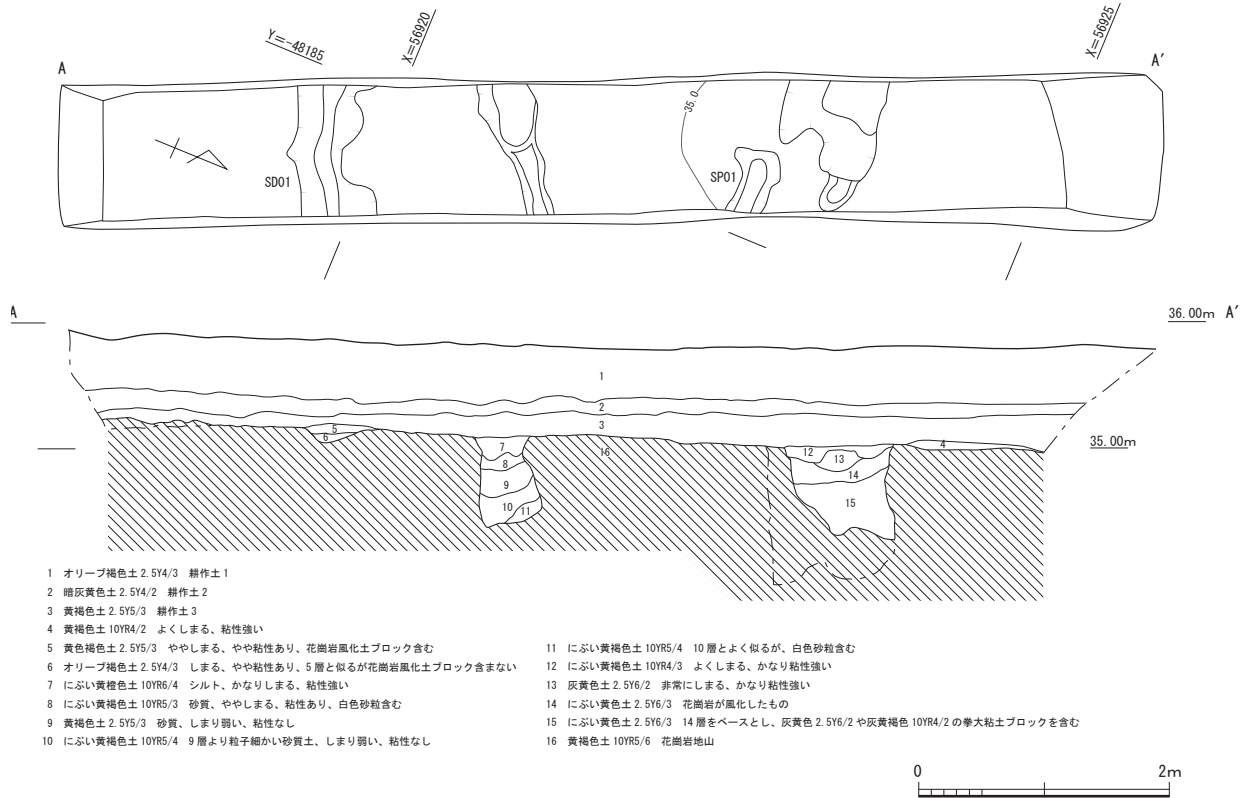 Y=-48185
X=56920
X=56925
A
A′
35.0
SD01
SP01
A
36.00m A′
1
2
3
5
6
4
35.00m
7
16
12
13
8
14
9
15
10
11
1 オリーブ褐色土 2.5Y4/3 耕作土 1
2 暗灰黄色土 2.5Y4/2 耕作土 2
3 黄褐色土 2.5Y5/3 耕作土 3
4 黄褐色土 10YR4/2 よくしまる、粘性強い
5 黄色褐色土 2.5Y5/3 ややしまる、やや粘性あり、花崗岩風化土ブロック含む
6 オリーブ褐色土 2.5Y4/3 しまる、やや粘性あり、5 層と似るが花崗岩風化土ブロック含まない
7 にぶい黄橙色土 10YR6/4 シルト、かなりしまる、粘性強い
8 にぶい黄褐色土 10YR5/3 砂質、ややしまる、粘性あり、白色砂粒含む
9 黄褐色土 2.5Y5/3 砂質、しまり弱い、粘性なし
10 にぶい黄褐色土 10YR5/4 9 層より粒子細かい砂質土、しまり弱い、粘性なし
11 にぶい黄褐色土 10YR5/4 10 層とよく似るが、白色砂粒含む
12 にぶい黄褐色土 10YR4/3 よくしまる、かなり粘性強い
13 灰黄色土 2.5Y6/2 非常にしまる、かなり粘性強い
14 にぶい黄色土 2.5Y6/3 花崗岩が風化したもの
15 にぶい黄色土 2.5Y6/3 14 層をベースとし、灰黄色 2.5Y6/2 や灰黄褐色 10YR4/2 の拳大粘土ブロックを含む
16 黄褐色土 10YR5/6 花崗岩地山
0 2m